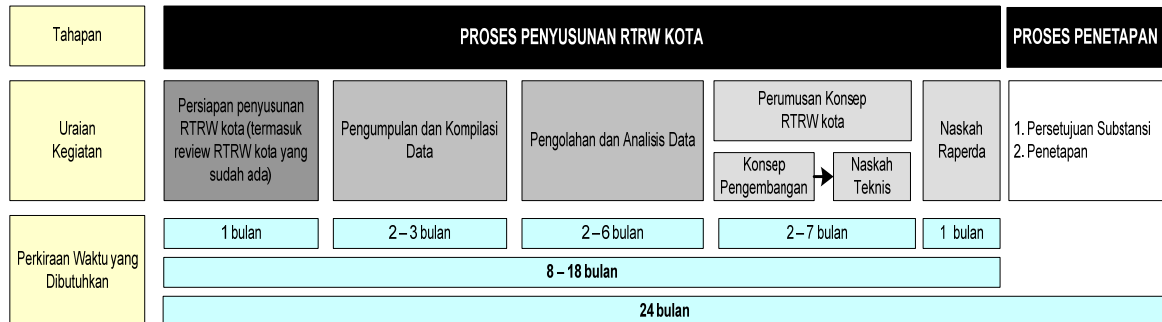 Tahapan
PROSES PENYUSUNAN RTRW KOTA
PROSES PENETAPAN
Uraian
Kegiatan
Persiapan penyusunan
RTRW kota (termasuk
review RTRW kota yang
sudah ada)
Pengumpulan dan Kompilasi
Data
Pengolahan dan Analisis Data
Perumusan Konsep
RTRW kota
Konsep
Pengembangan
Naskah
Teknis
Naskah
Raperda
1. Persetujuan Substansi
2. Penetapan
Perkiraan Waktu yang
Dibutuhkan
1 bulan
2 – 3 bulan
2 – 6 bulan
2 – 7 bulan
1 bulan
8 – 18 bulan
24 bulan